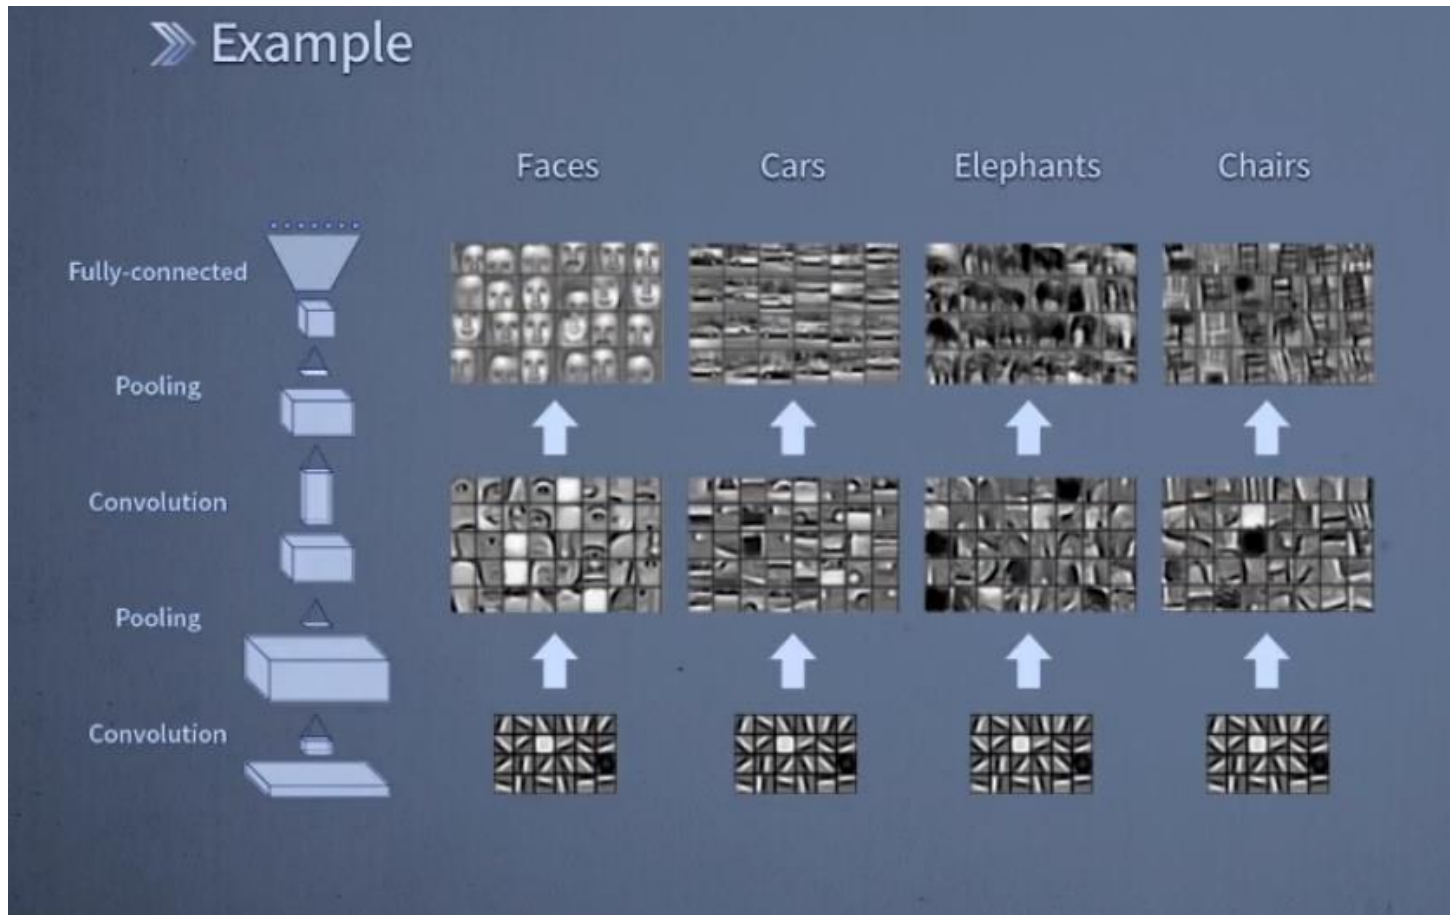 Example
Faces
Cars
Elephants
Chairs
Fully-connected
Pooling
Convolution
Pooling
Convolution